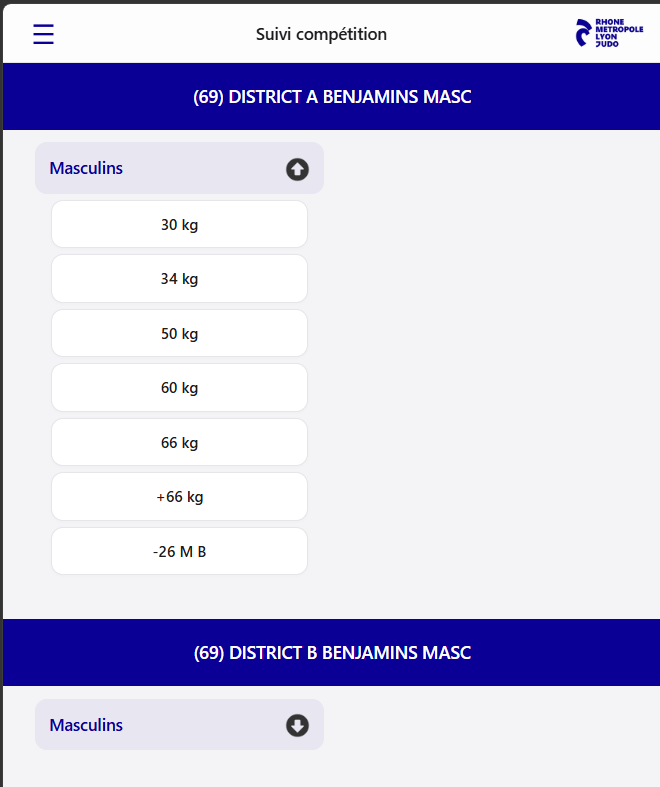 Suivi compétition
RHONE
METROPOLE
LYON
JUDO
(69) DISTRICT A BENJAMINS MASC
Masculins
30 kg
34 kg
50 kg
60 kg
66 kg
+66 kg
-26 M B
(69) DISTRICT B BENJAMINS MASC
Masculins